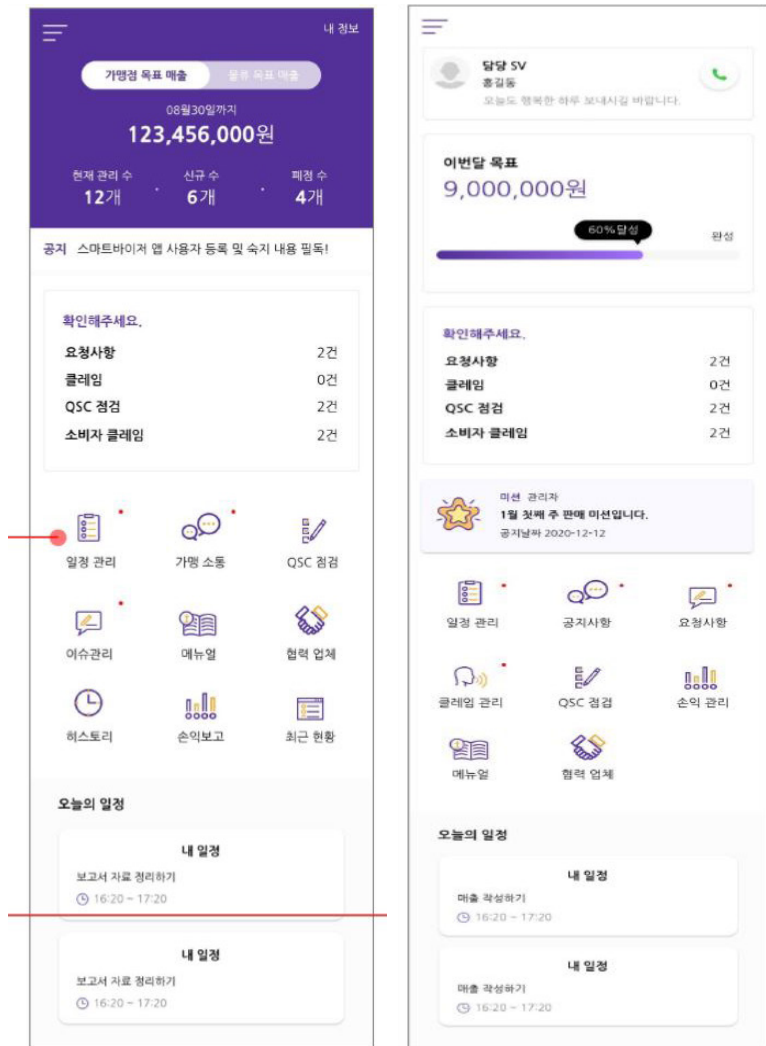 내 정보
가맹점 목표 매출 물류 목표 매출
08월30일까지
123,456,000원
현재 관리 수 신규 수 폐점 수
12개 · 6개 · 4개
공지 스마트바이저 앱 사용자 등록 및 숙지 내용 필독!
확인해주세요.
요청사항 2건
클레임 0건
QSC 점검 2건
소비자 클레임 2건
일정 관리 가맹 소통 QSC 점검
이슈관리 메뉴얼 협력 업체
히스토리 손익보고 최근 현황
오늘의 일정
내 일정
보고서 자료 정리하기
16:20 ~ 17:20
내 일정
보고서 자료 정리하기
16:20 ~ 17:20
담당 SV
홍길동
오늘도 행복한 하루 보내시길 바랍니다.
이번달 목표
9,000,000원
60%달성 완성
확인해주세요.
요청사항 2건
클레임 0건
QSC 점검 2건
소비자 클레임 2건
미션 관리자
1월 첫째 주 판매 미션입니다.
공지날짜 2020-12-12
일정 관리 공지사항 요청사항
클레임 관리 QSC 점검 손익 관리
메뉴얼 협력 업체
오늘의 일정
내 일정
매출 작성하기
16:20 ~ 17:20
내 일정
매출 작성하기
16:20 ~ 17:20